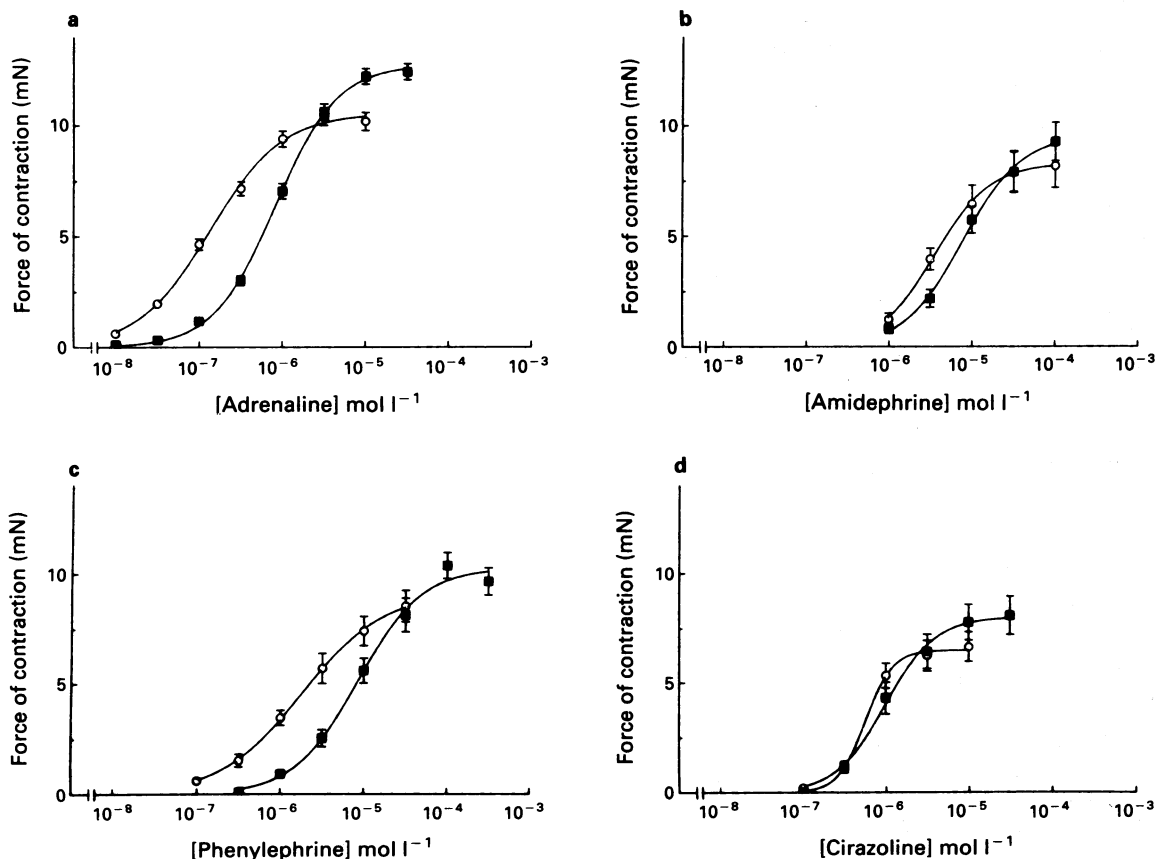 a
Force of contraction (mN)
10
5
0
10⁻⁸ 10⁻⁷ 10⁻⁶ 10⁻⁵ 10⁻⁴ 10⁻³
[Adrenaline] mol l⁻¹
b
Force of contraction (mN)
10
5
0
10⁻⁸ 10⁻⁷ 10⁻⁶ 10⁻⁵ 10⁻⁴ 10⁻³
[Amidephrine] mol l⁻¹
c
Force of contraction (mN)
10
5
0
10⁻⁸ 10⁻⁷ 10⁻⁶ 10⁻⁵ 10⁻⁴ 10⁻³
[Phenylephrine] mol l⁻¹
d
Force of contraction (mN)
10
5
0
10⁻⁸ 10⁻⁷ 10⁻⁶ 10⁻⁵ 10⁻⁴ 10⁻³
[Cirazoline] mol l⁻¹